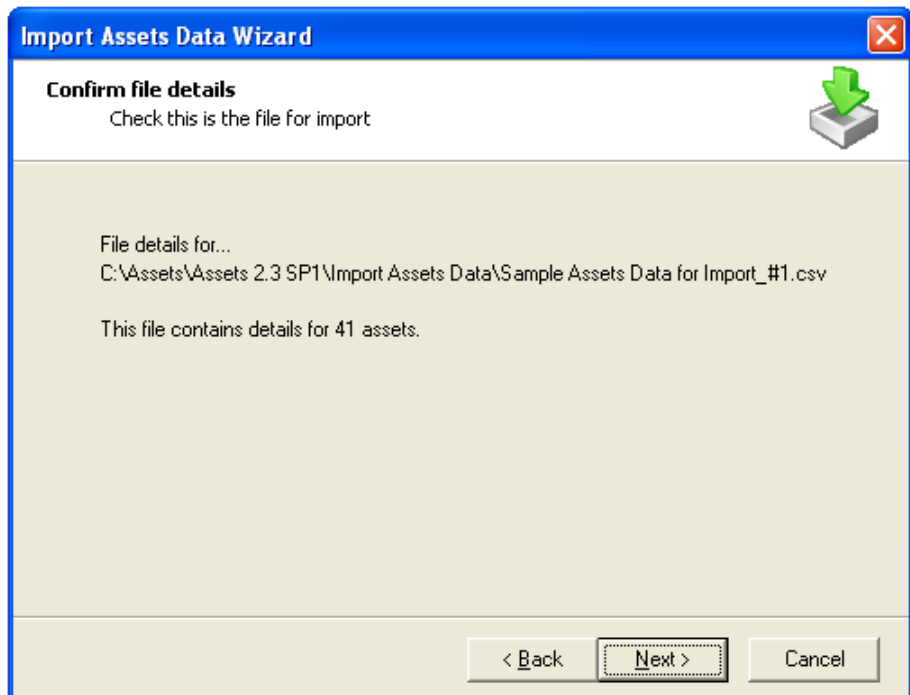 Import Assets Data Wizard
Confirm file details
Check this is the file for import
File details for...
C:\Assets\Assets 2.3 SP1\Import Assets Data\Sample Assets Data for Import_#1.csv
This file contains details for 41 assets.
< Back Next > Cancel